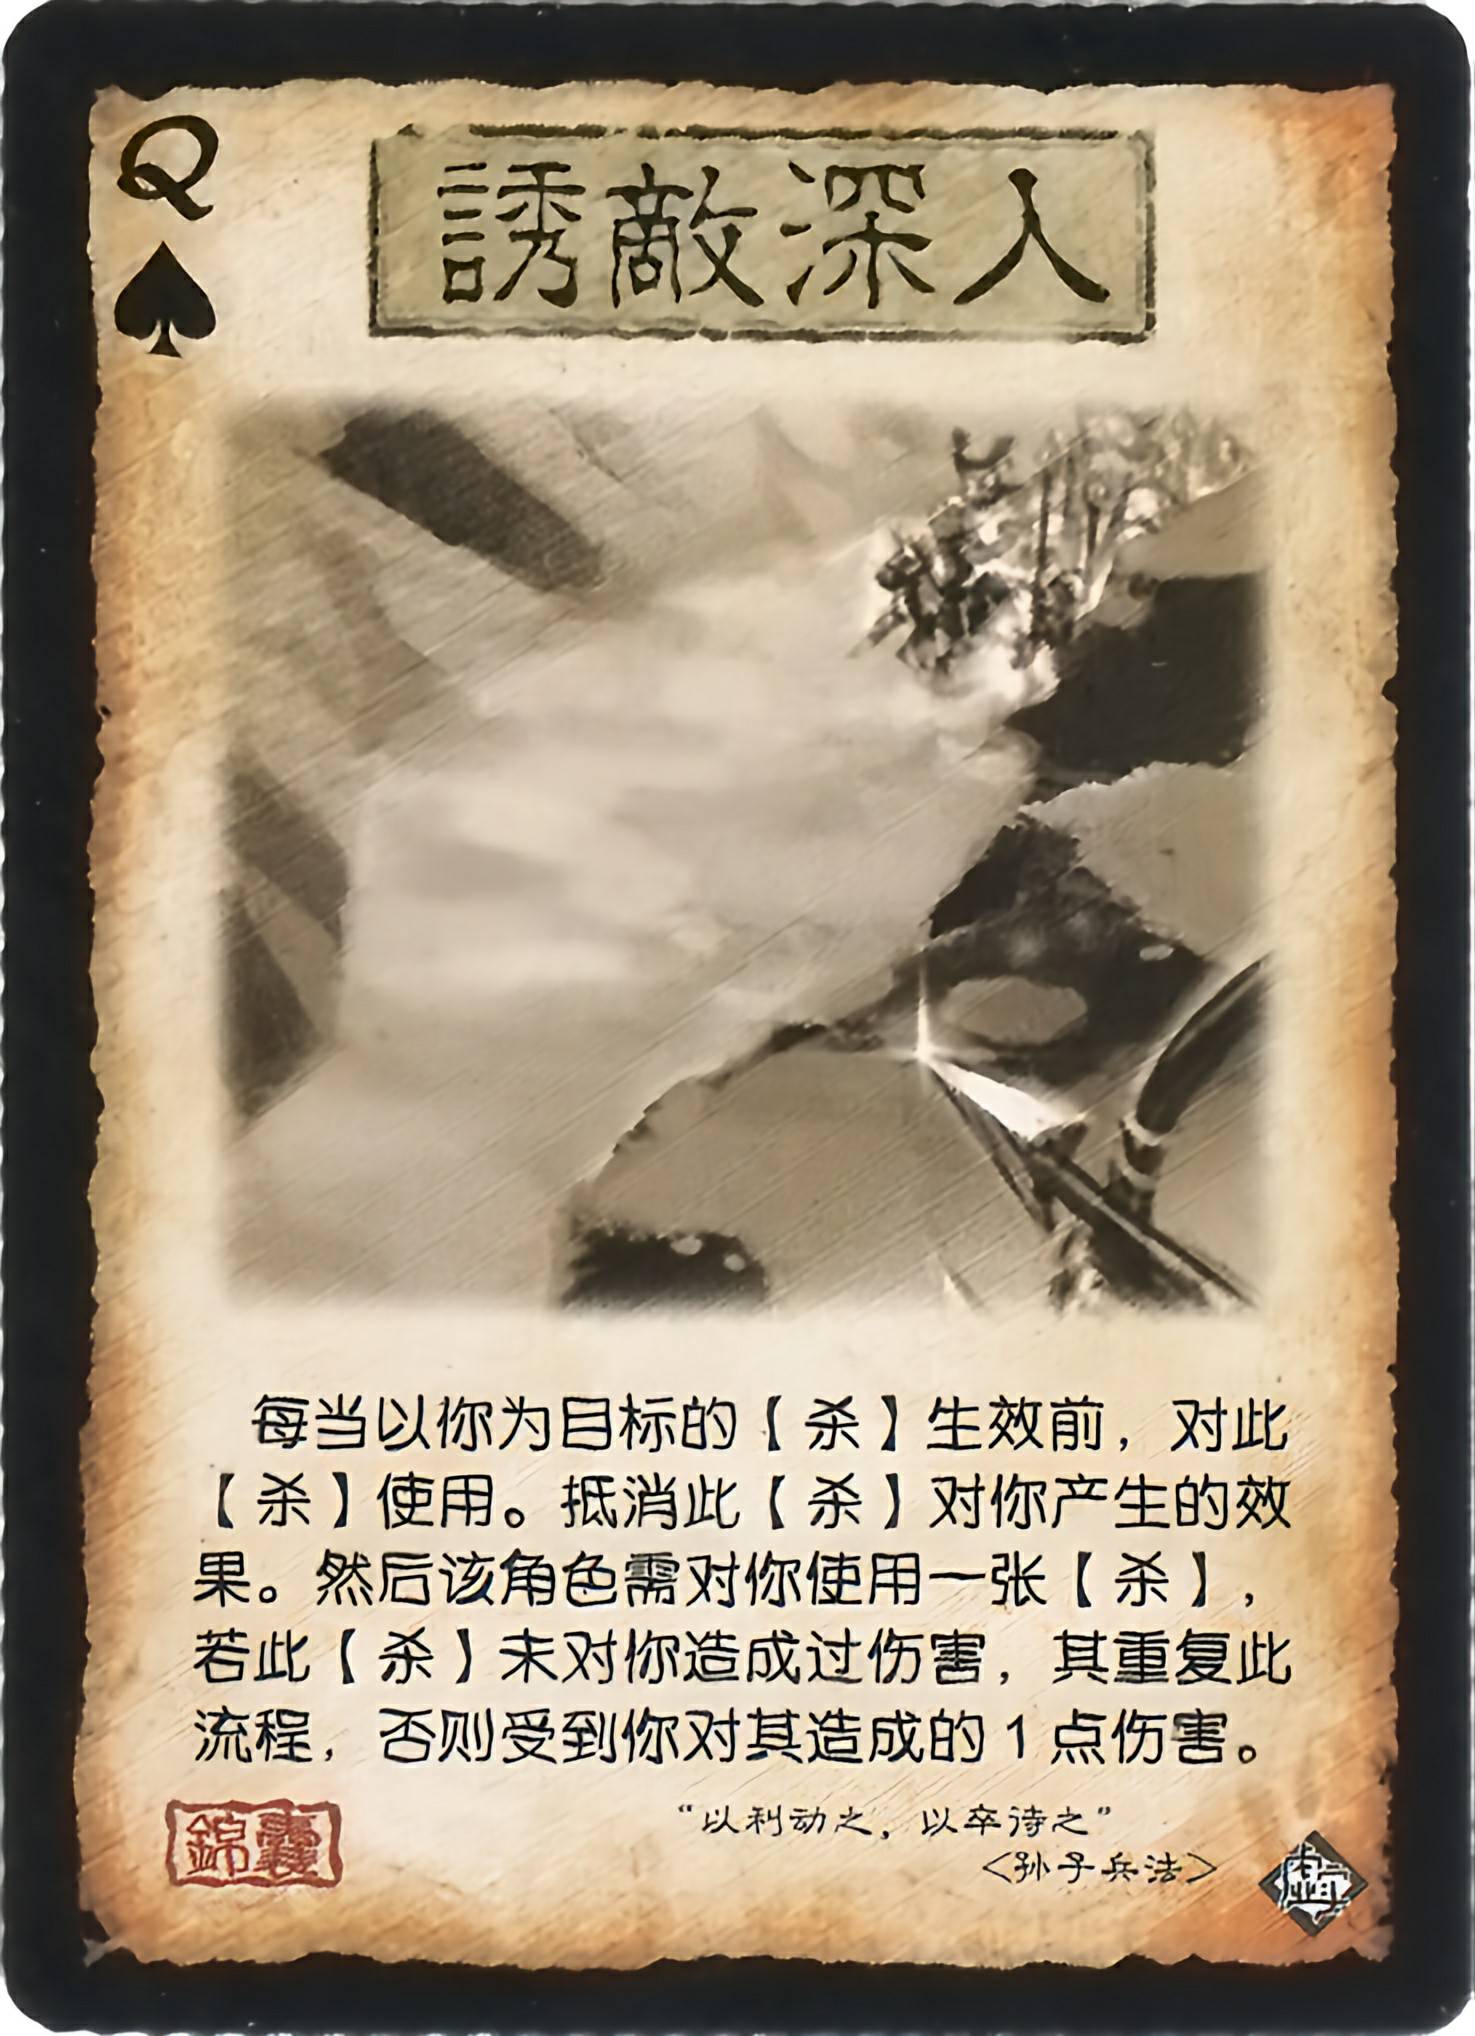 Q
誘敵深入
每当以你为目标的【杀】生效前，对此
【杀】使用。抵消此【杀】对你产生的效
果。然后该角色需对你使用一张【杀】，
若此【杀】未对你造成过伤害，其重复此
流程，否则受到你对其造成的1点伤害。
“以利动之，以卒待之”
<孙子兵法>
錦囊